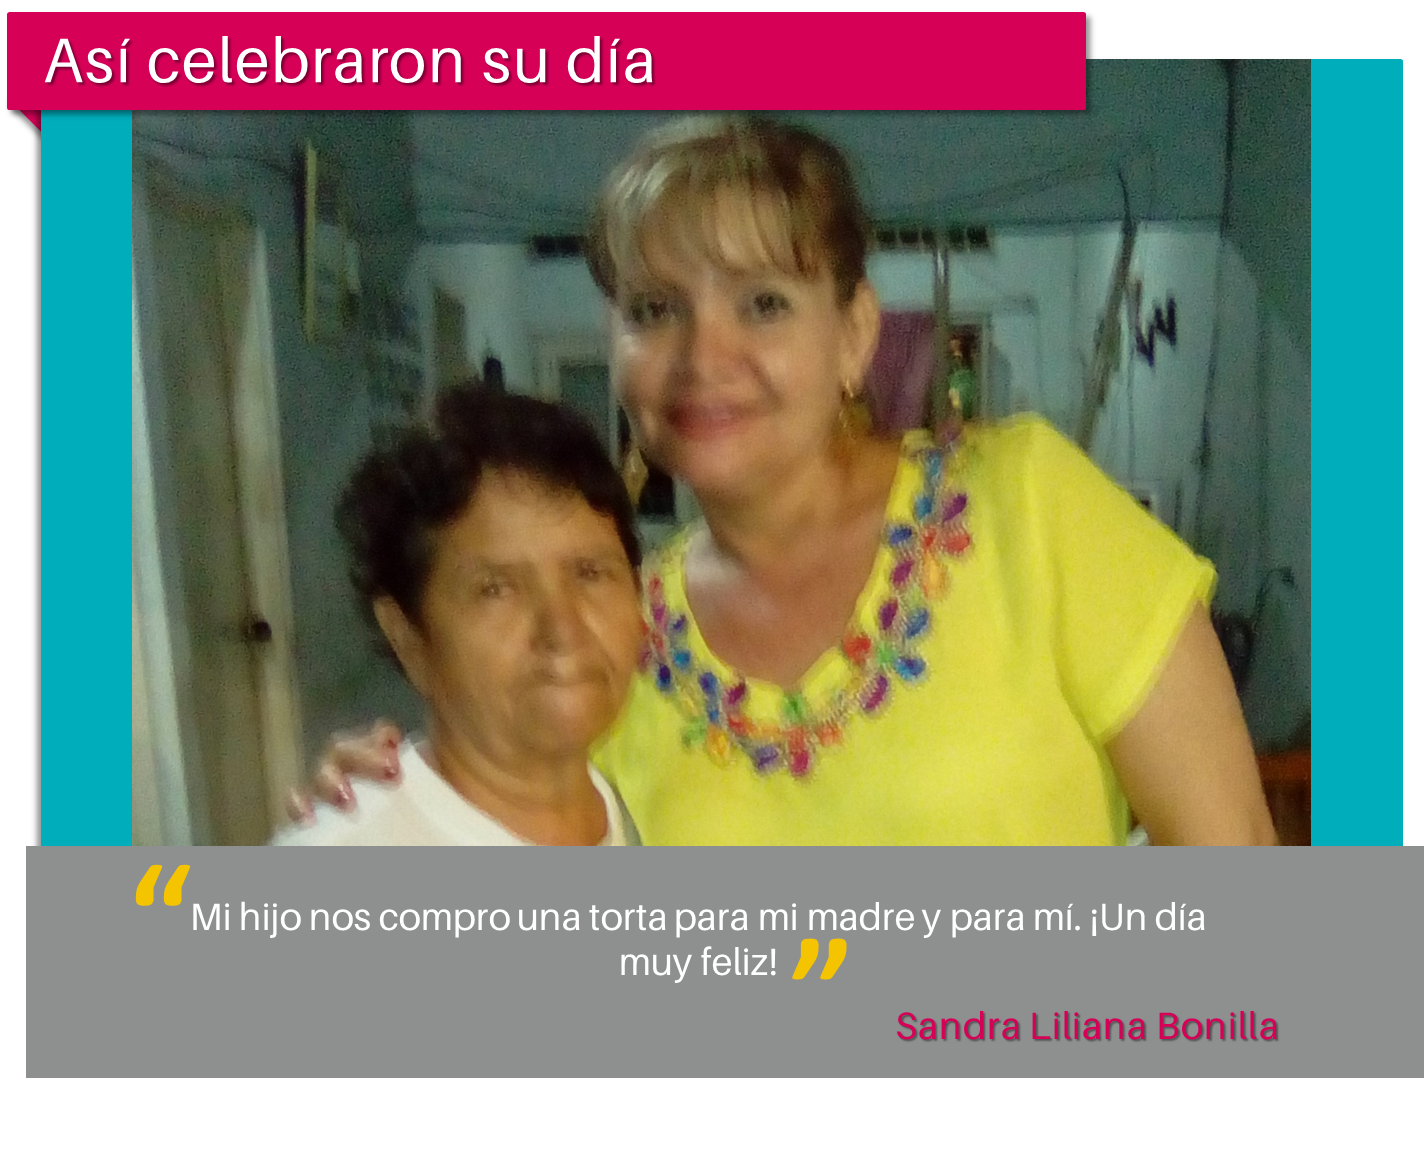 Así celebraron su día
“Mi hijo nos compro una torta para mi madre y para mí. ¡Un día
muy feliz! ”
Sandra Liliana Bonilla